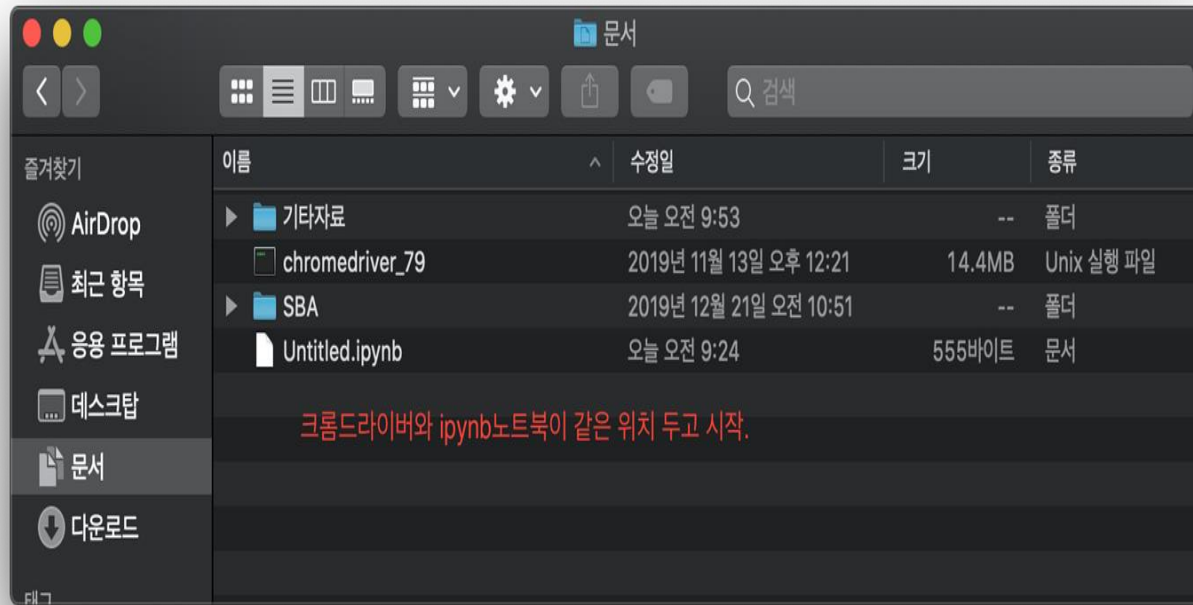 문서
검색
즐겨찾기
AirDrop
최근 항목
응용 프로그램
데스크탑
문서
다운로드
태그
이름 수정일 크기 종류
기타자료 오늘 오전 9:53 -- 폴더
chromedriver_79 2019년 11월 13일 오후 12:21 14.4MB Unix 실행 파일
SBA 2019년 12월 21일 오전 10:51 -- 폴더
Untitled.ipynb 오늘 오전 9:24 555바이트 문서
크롬드라이버와 ipynb노트북이 같은 위치 두고 시작.